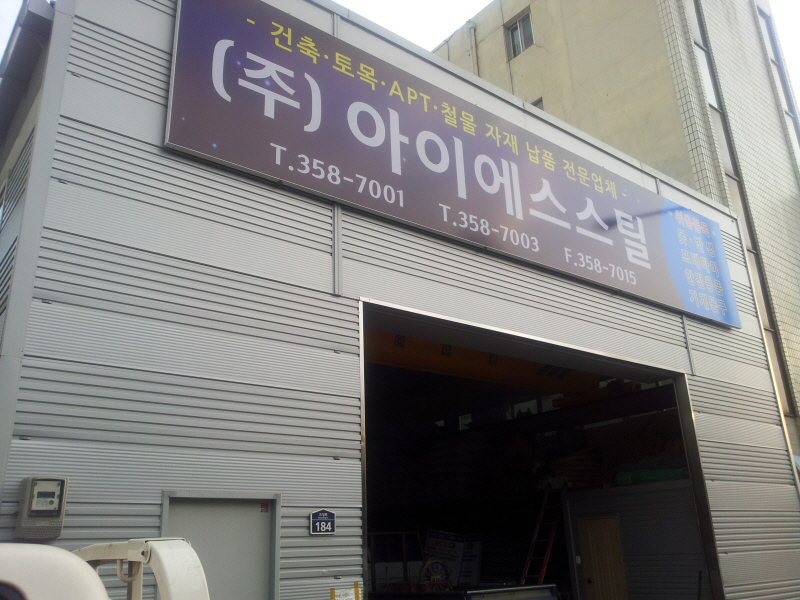 - 건축·토목·APT·철물 자재 납품 전문업체 -
(주) 아이에스스틸
T.358-7001 T.358-7003 F.358-7015
184